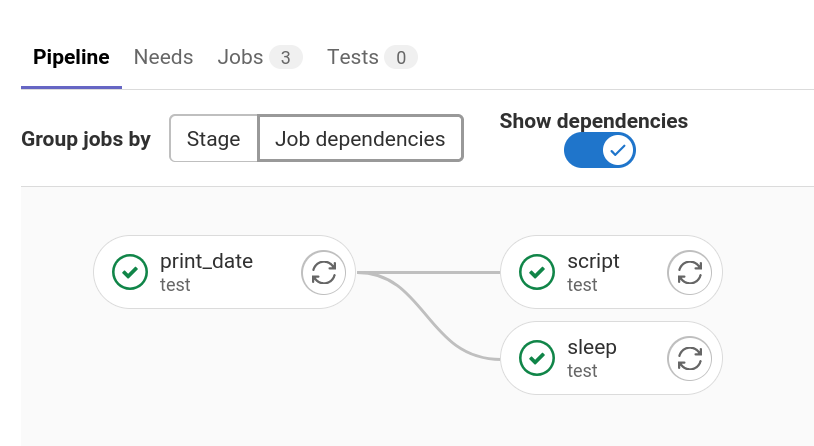 Pipeline Needs Jobs 3 Tests 0
Group jobs by Stage Job dependencies Show dependencies
print_date
test
script
test
sleep
test